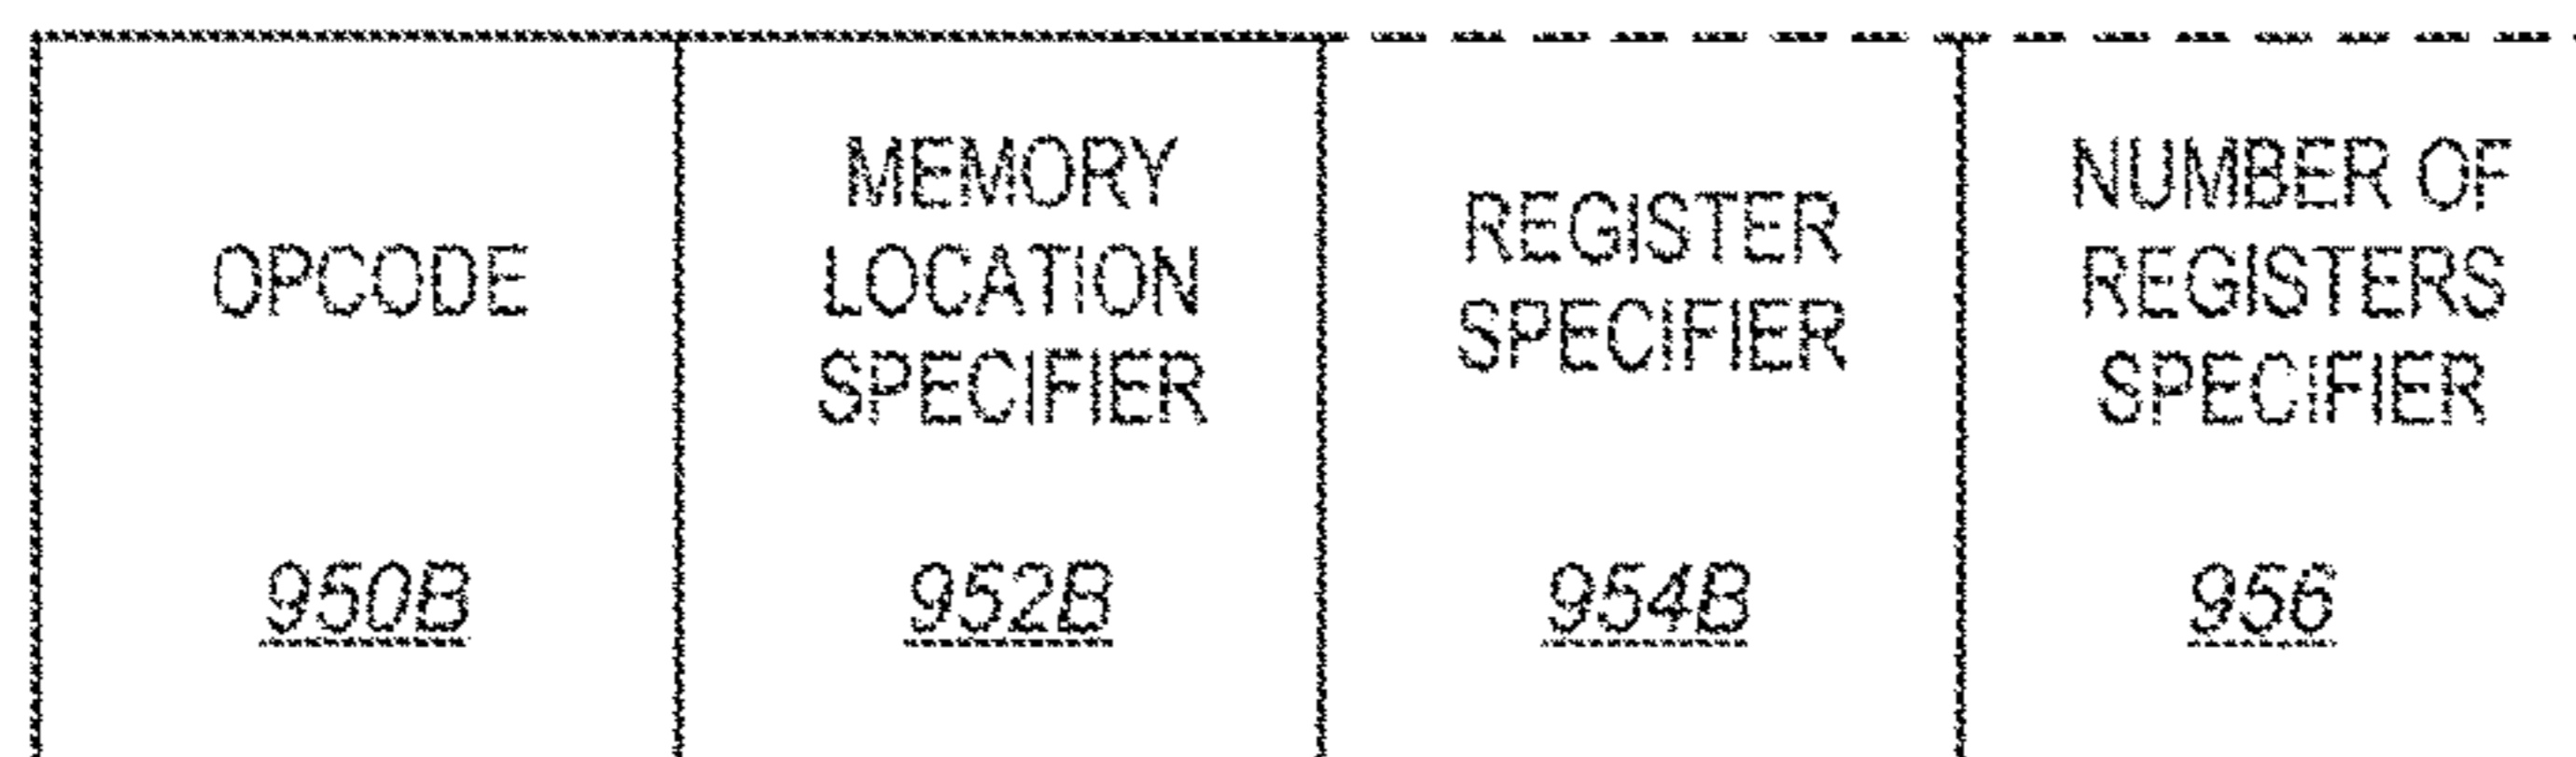 OPCODE
950B
MEMORY
LOCATION
SPECIFIER
952B
REGISTER
SPECIFIER
954B
NUMBER OF
REGISTERS
SPECIFIER
956